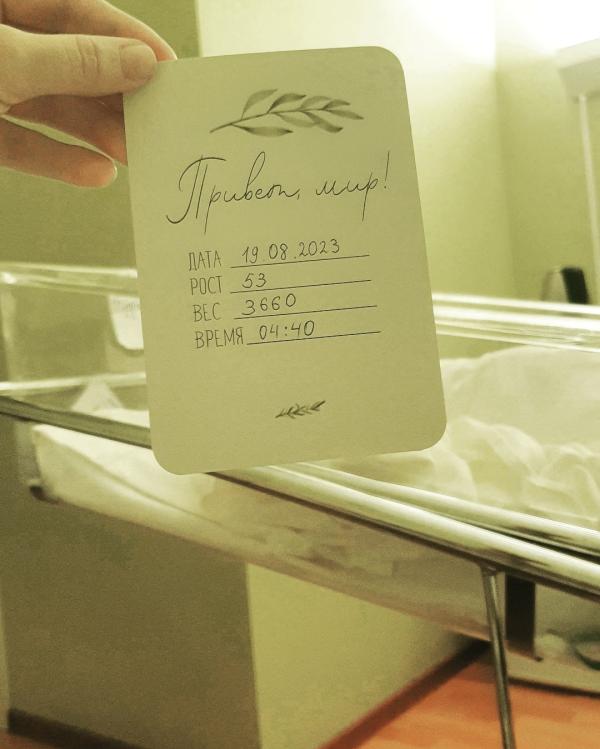 Привет, мир!
ДАТА 19.08.2023
РОСТ 53
ВЕС 3660
ВРЕМЯ 04:40